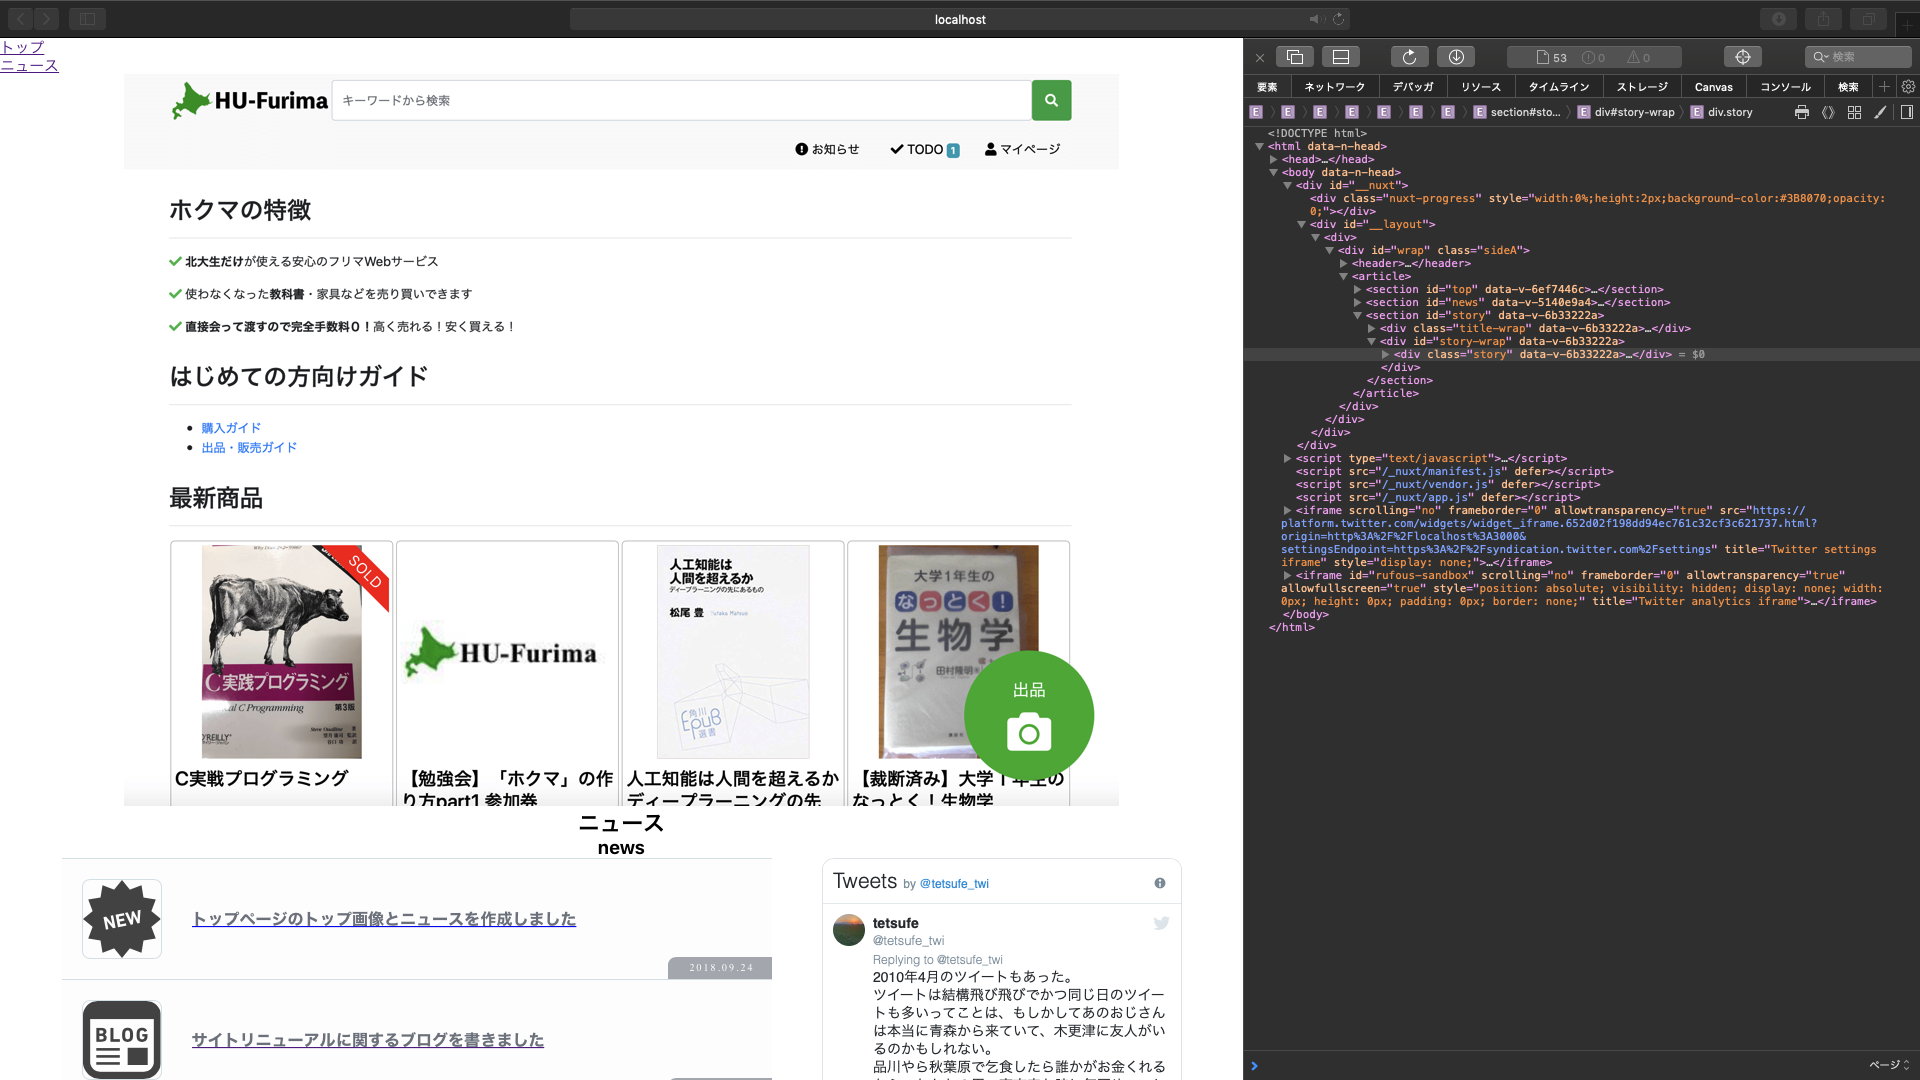 localhost
トップ
ニュース
HU-Furima
キーワードから検索
お知らせ
TODO 1
マイページ
ホクマの特徴
北大生だけが使える安心のフリマWebサービス
使わなくなった教科書・家具などを売り買いできます
直接会って渡すので完全手数料０！高く売れる！安く買える！
はじめての方向けガイド
購入ガイド
出品・販売ガイド
最新商品
SOLD
C実践プログラミング
第3版
Steve Oualline 著
O'REILLY
C実戦プログラミング
HU-Furima
【勉強会】「ホクマ」の作
り方part1 参加券
人工知能は
人間を超えるか
ディープラーニングの先にあるもの
松尾 豊 Yutaka Matsuo
角川
EPUB
選書
人工知能は人間を超えるか
ディープラーニングの先
大学1年生の
なっとく！
生物学
田村隆明
【裁断済み】大学１年生の
なっとく！生物学
出品
ニュース
news
NEW
トップページのトップ画像とニュースを作成しました
2018.09.24
BLOG
サイトリニューアルに関するブログを書きました
Tweets by @tetsufe_twi
tetsufe
@tetsufe_twi
Replying to @tetsufe_twi
2010年4月のツイートもあった。
ツイートは結構飛び飛びでかつ同じ日のツイー
トも多いってことは、もしかしてあのおじさん
は本当に青森から来ていて、木更津に友人がい
るのかもしれない。
品川やら秋葉原で乞食したら誰かがお金くれる
53 0 0
検索
要素 ネットワーク デバッガ リソース タイムライン ストレージ Canvas コンソール 検索
E E E E E E E E section#sto... E div#story-wrap E div.story
<!DOCTYPE html>
<html data-n-head>
<head>…</head>
<body data-n-head>
<div id="__nuxt">
<div class="nuxt-progress" style="width:0%;height:2px;background-color:#3B8070;opacity:
0;"></div>
<div id="__layout">
<div>
<div id="wrap" class="sideA">
<header>…</header>
<article>
<section id="top" data-v-6ef7446c>…</section>
<section id="news" data-v-5140e9a4>…</section>
<section id="story" data-v-6b33222a>
<div class="title-wrap" data-v-6b33222a>…</div>
<div id="story-wrap" data-v-6b33222a>
<div class="story" data-v-6b33222a>…</div> = $0
</div>
</section>
</article>
</div>
</div>
</div>
</div>
<script type="text/javascript">…</script>
<script src="/_nuxt/manifest.js" defer></script>
<script src="/_nuxt/vendor.js" defer></script>
<script src="/_nuxt/app.js" defer></script>
<iframe scrolling="no" frameborder="0" allowtransparency="true" src="https://
platform.twitter.com/widgets/widget_iframe.652d02f198dd94ec761c32cf3c621737.html?
origin=http%3A%2F%2Flocalhost%3A3000&
settingsEndpoint=https%3A%2F%2Fsyndication.twitter.com%2Fsettings" title="Twitter settings
iframe" style="display: none;">…</iframe>
<iframe id="rufous-sandbox" scrolling="no" frameborder="0" allowtransparency="true"
allowfullscreen="true" style="position: absolute; visibility: hidden; display: none; width:
0px; height: 0px; padding: 0px; border: none;" title="Twitter analytics iframe">…</iframe>
</body>
</html>
ページ